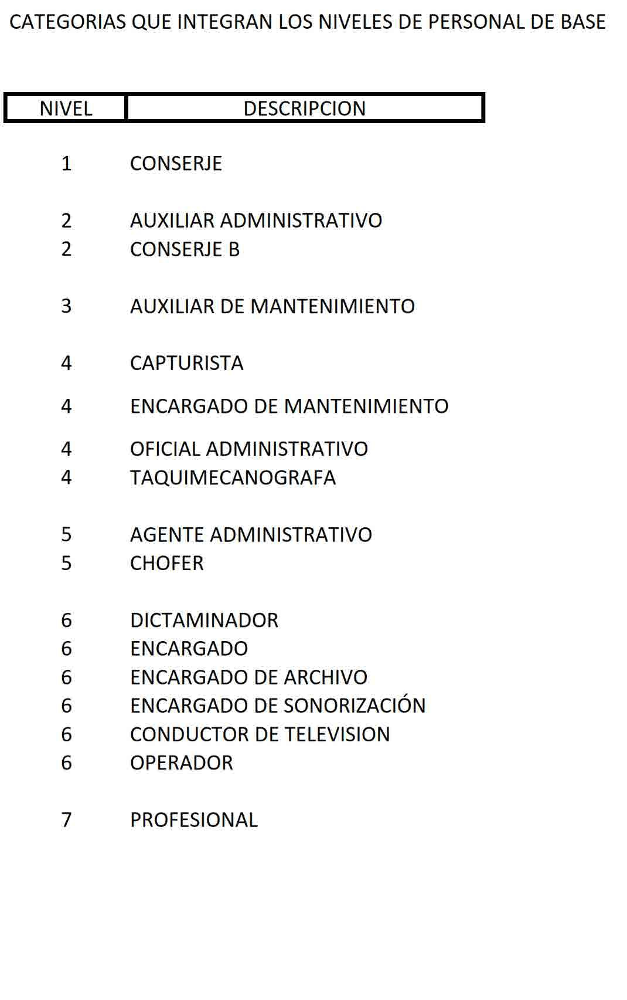 CATEGORIAS QUE INTEGRAN LOS NIVELES DE PERSONAL DE BASE
NIVEL DESCRIPCION
1 CONSERJE
2 AUXILIAR ADMINISTRATIVO
2 CONSERJE B
3 AUXILIAR DE MANTENIMIENTO
4 CAPTURISTA
4 ENCARGADO DE MANTENIMIENTO
4 OFICIAL ADMINISTRATIVO
4 TAQUIMECANOGRAFA
5 AGENTE ADMINISTRATIVO
5 CHOFER
6 DICTAMINADOR
6 ENCARGADO
6 ENCARGADO DE ARCHIVO
6 ENCARGADO DE SONORIZACIÓN
6 CONDUCTOR DE TELEVISION
6 OPERADOR
7 PROFESIONAL